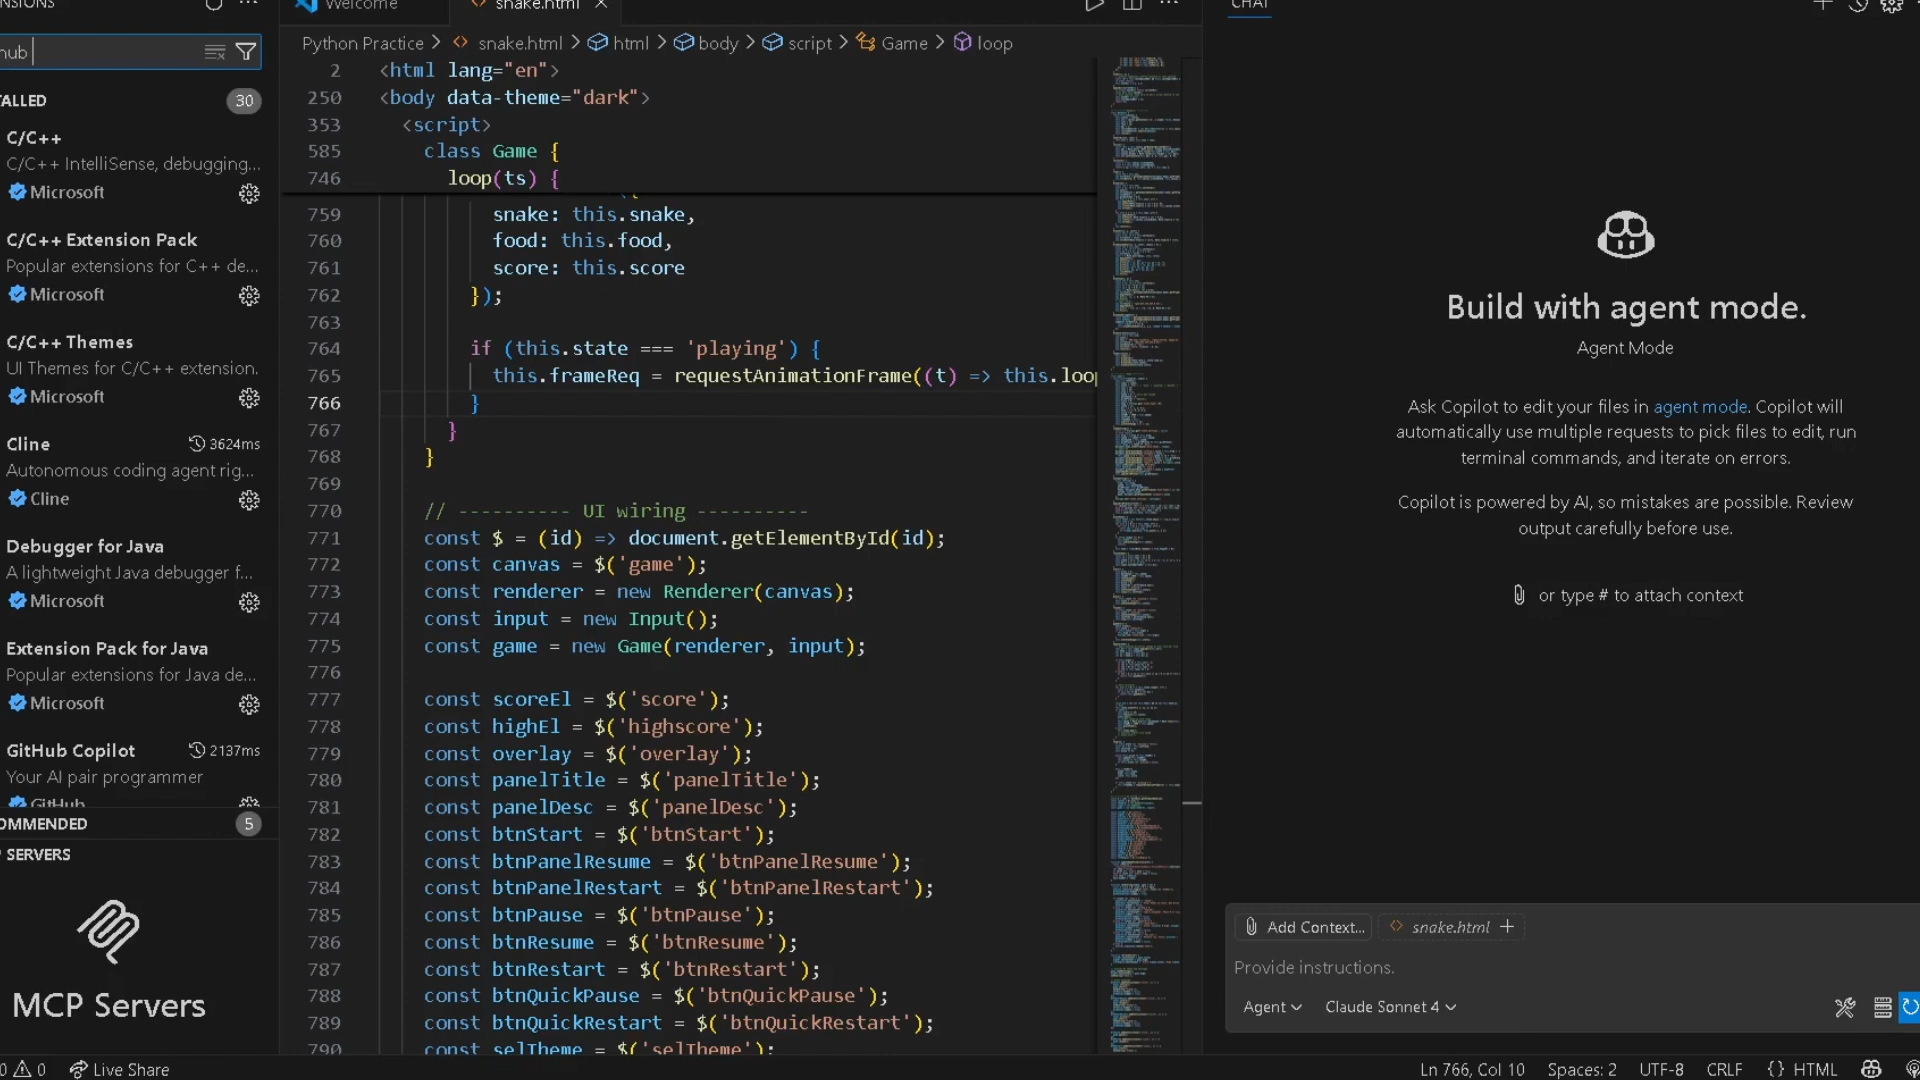 Welcome
snake.html
CHAT
hub
Python Practice > snake.html > html > body > script > Game > loop
2 <html lang="en">
250 <body data-theme="dark">
353 <script>
585 class Game {
746 loop(ts) {
759 snake: this.snake,
760 food: this.food,
761 score: this.score
762 });
763
764 if (this.state === 'playing') {
765 this.frameReq = requestAnimationFrame((t) => this.loop
766 }
767 }
768 }
769
770 // ---------- UI wiring ----------
771 const $ = (id) => document.getElementById(id);
772 const canvas = $('game');
773 const renderer = new Renderer(canvas);
774 const input = new Input();
775 const game = new Game(renderer, input);
776
777 const scoreEl = $('score');
778 const highEl = $('highscore');
779 const overlay = $('overlay');
780 const panelTitle = $('panelTitle');
781 const panelDesc = $('panelDesc');
782 const btnStart = $('btnStart');
783 const btnPanelResume = $('btnPanelResume');
784 const btnPanelRestart = $('btnPanelRestart');
785 const btnPause = $('btnPause');
786 const btnResume = $('btnResume');
787 const btnRestart = $('btnRestart');
788 const btnQuickPause = $('btnQuickPause');
789 const btnQuickRestart = $('btnQuickRestart');
790 const selTheme = $('selTheme');
TALLED 30
C/C++
C/C++ IntelliSense, debugging...
Microsoft
C/C++ Extension Pack
Popular extensions for C++ de...
Microsoft
C/C++ Themes
UI Themes for C/C++ extension.
Microsoft
Cline 3624ms
Autonomous coding agent rig...
Cline
Debugger for Java
A lightweight Java debugger f...
Microsoft
Extension Pack for Java
Popular extensions for Java de...
Microsoft
GitHub Copilot 2137ms
Your AI pair programmer
GitHub
OMMENDED 5
SERVERS
MCP Servers
Build with agent mode.
Agent Mode
Ask Copilot to edit your files in agent mode. Copilot will
automatically use multiple requests to pick files to edit, run
terminal commands, and iterate on errors.
Copilot is powered by AI, so mistakes are possible. Review
output carefully before use.
or type # to attach context
Add Context... snake.html +
Provide instructions.
Agent Claude Sonnet 4
0 0 Live Share
Ln 766, Col 10 Spaces: 2 UTF-8 CRLF {} HTML